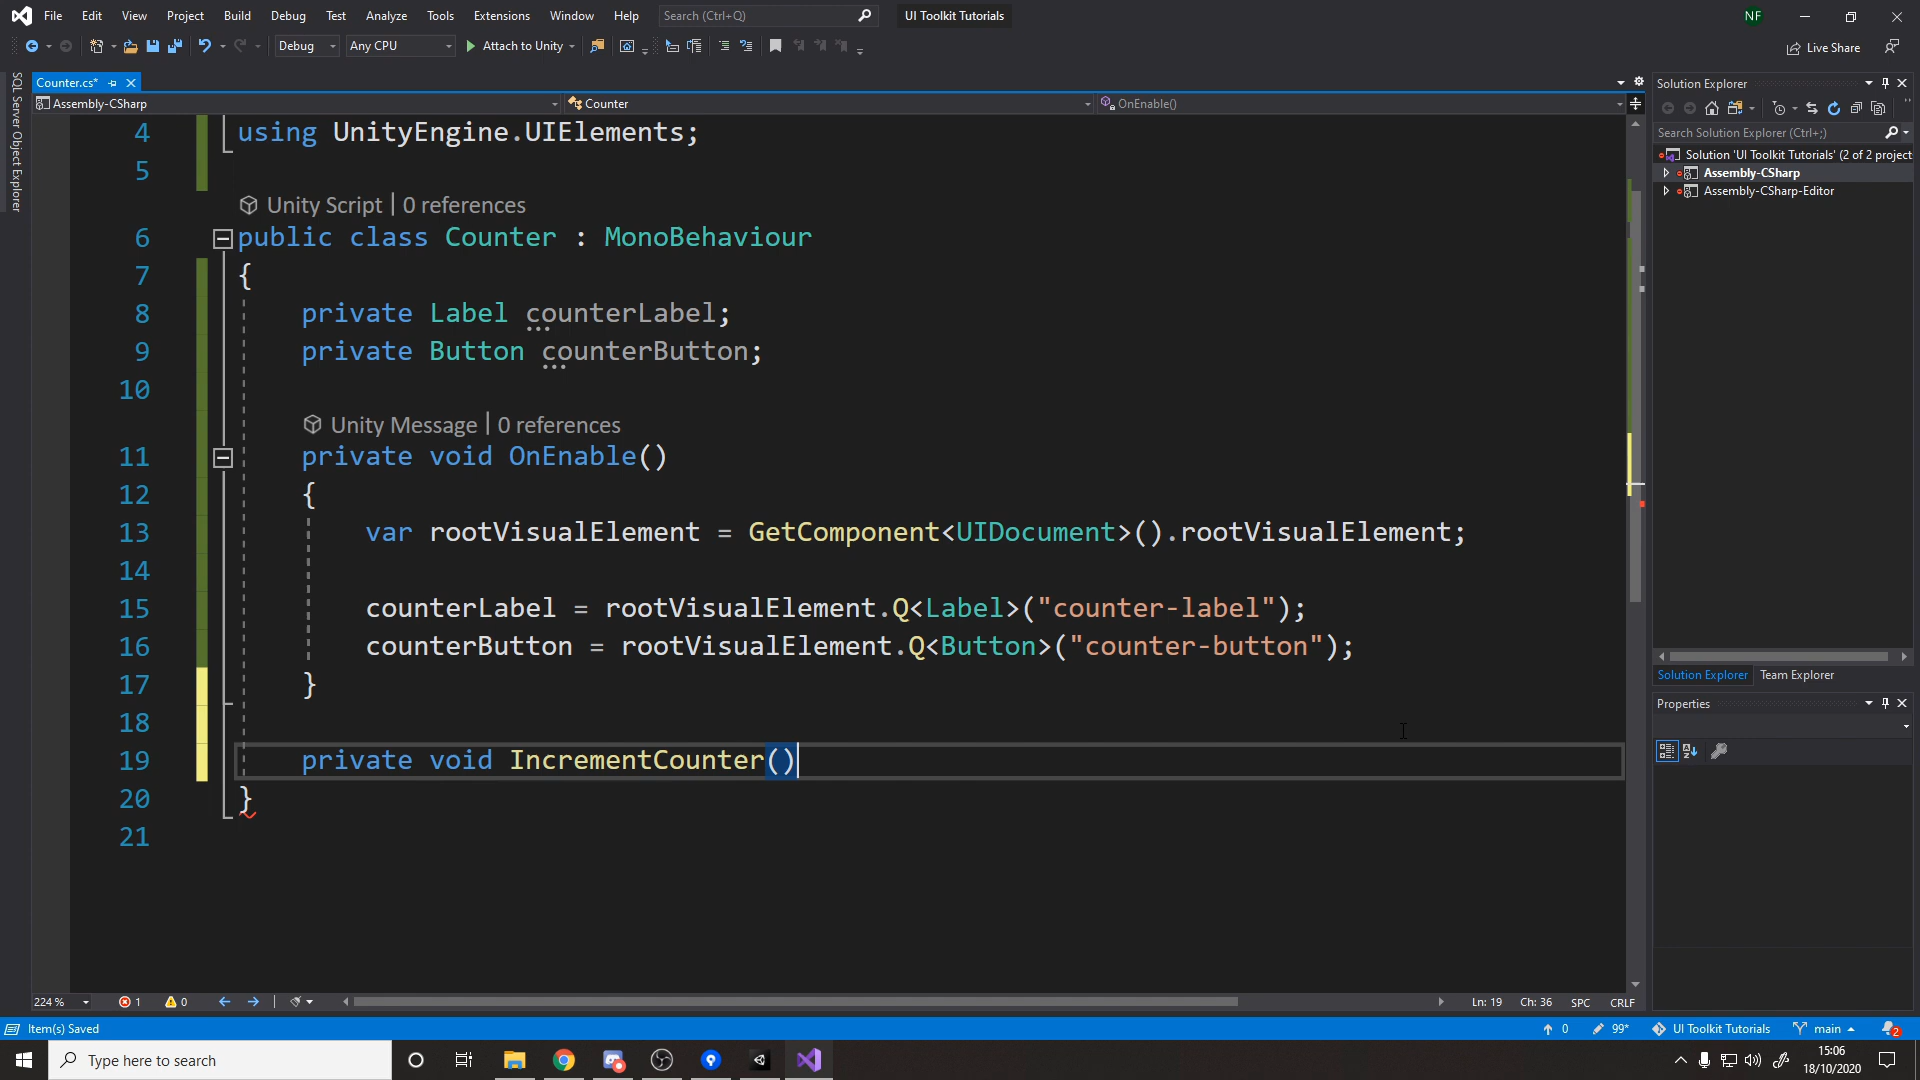 File Edit View Project Build Debug Test Analyze Tools Extensions Window Help Search (Ctrl+Q) UI Toolkit Tutorials NF
Debug Any CPU Attach to Unity Live Share
SQL Server Object Explorer
Counter.cs*
Assembly-CSharp Counter OnEnable()
4 using UnityEngine.UIElements;
5
Unity Script | 0 references
6 public class Counter : MonoBehaviour
7 {
8 private Label counterLabel;
9 private Button counterButton;
10
Unity Message | 0 references
11 private void OnEnable()
12 {
13 var rootVisualElement = GetComponent<UIDocument>().rootVisualElement;
14
15 counterLabel = rootVisualElement.Q<Label>("counter-label");
16 counterButton = rootVisualElement.Q<Button>("counter-button");
17 }
18
19 private void IncrementCounter()
20 }
21
224 % 1 0 Ln: 19 Ch: 36 SPC CRLF
Solution Explorer
Search Solution Explorer (Ctrl+;)
Solution 'UI Toolkit Tutorials' (2 of 2 project
Assembly-CSharp
Assembly-CSharp-Editor
Solution Explorer Team Explorer
Properties
Item(s) Saved 0 99* UI Toolkit Tutorials main 2
Type here to search
15:06
18/10/2020